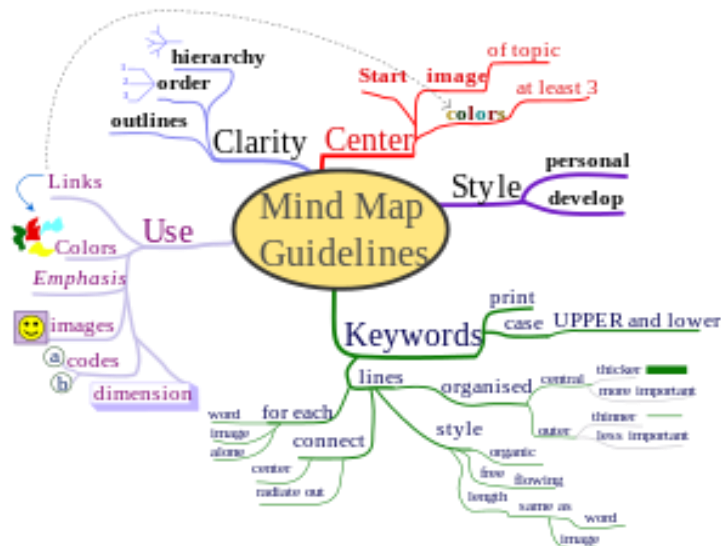 Mind Map
Guidelines
Clarity
hierarchy
1
2
3
order
outlines
Center
Start image
of topic
colors
at least 3
Style
personal
develop
Use
Links
Colors
Emphasis
images
a codes
b
dimension
Keywords
print
case UPPER and lower
lines
organised
central
thicker
more important
outer
thinner
less important
style
organic
free flowing
length same as
word
image
for each
word
image
alone
connect
center
radiate out